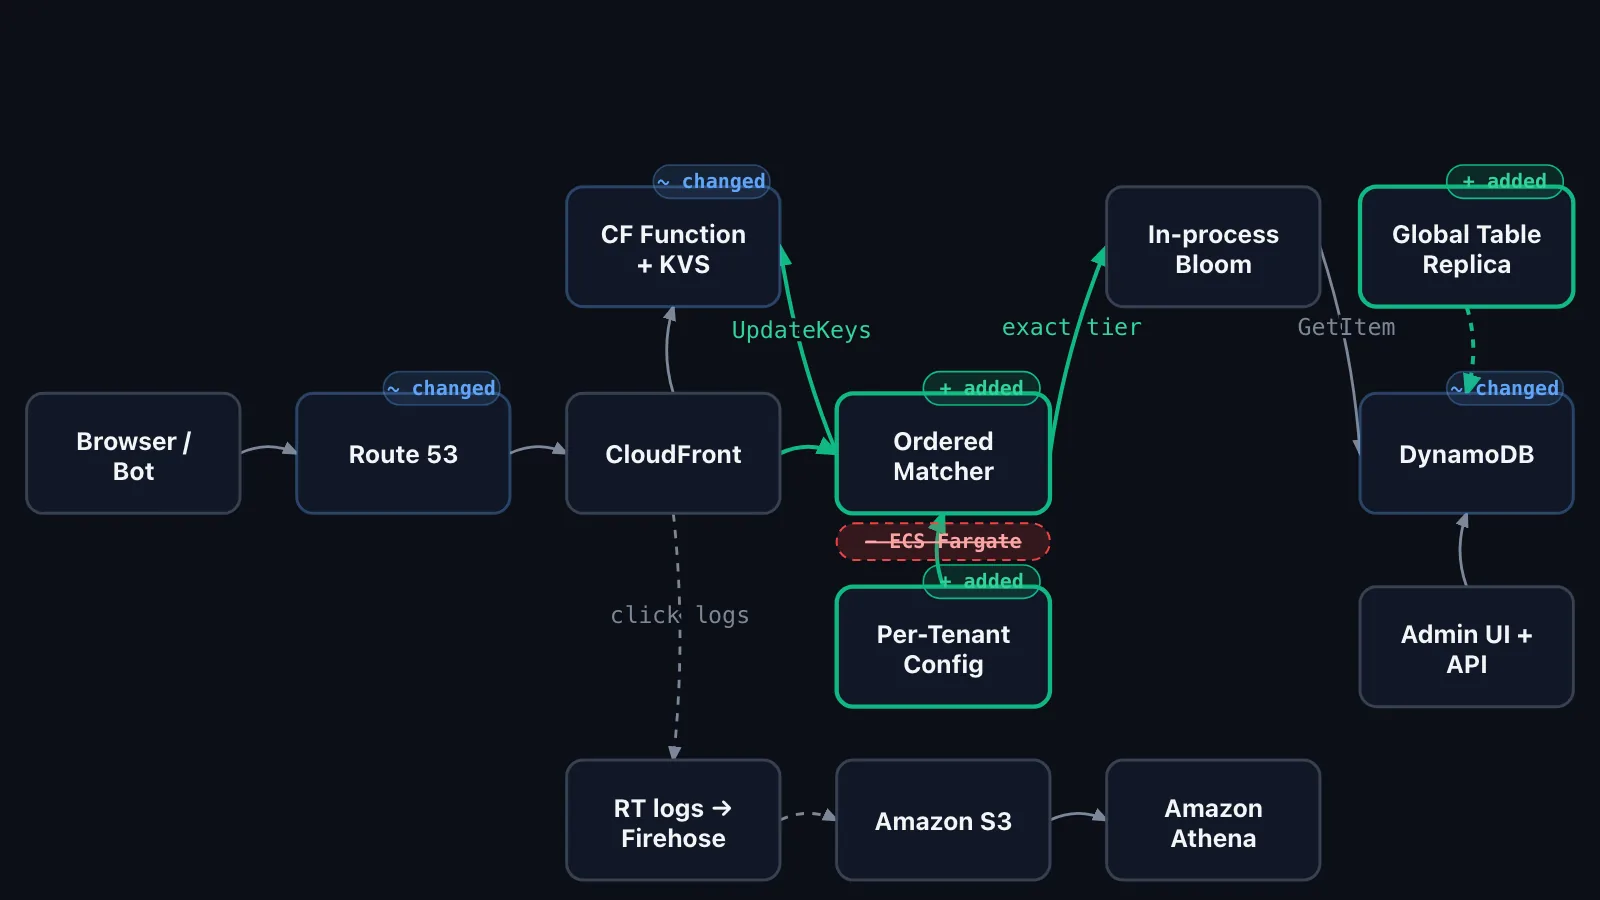 ~ changed
CF Function
+ KVS
In-process
Bloom
+ added
Global Table
Replica
UpdateKeys
exact tier
GetItem
Browser /
Bot
~ changed
Route 53
CloudFront
+ added
Ordered
Matcher
~ changed
DynamoDB
− ECS Fargate
click logs
+ added
Per-Tenant
Config
Admin UI +
API
RT logs →
Firehose
Amazon S3
Amazon
Athena